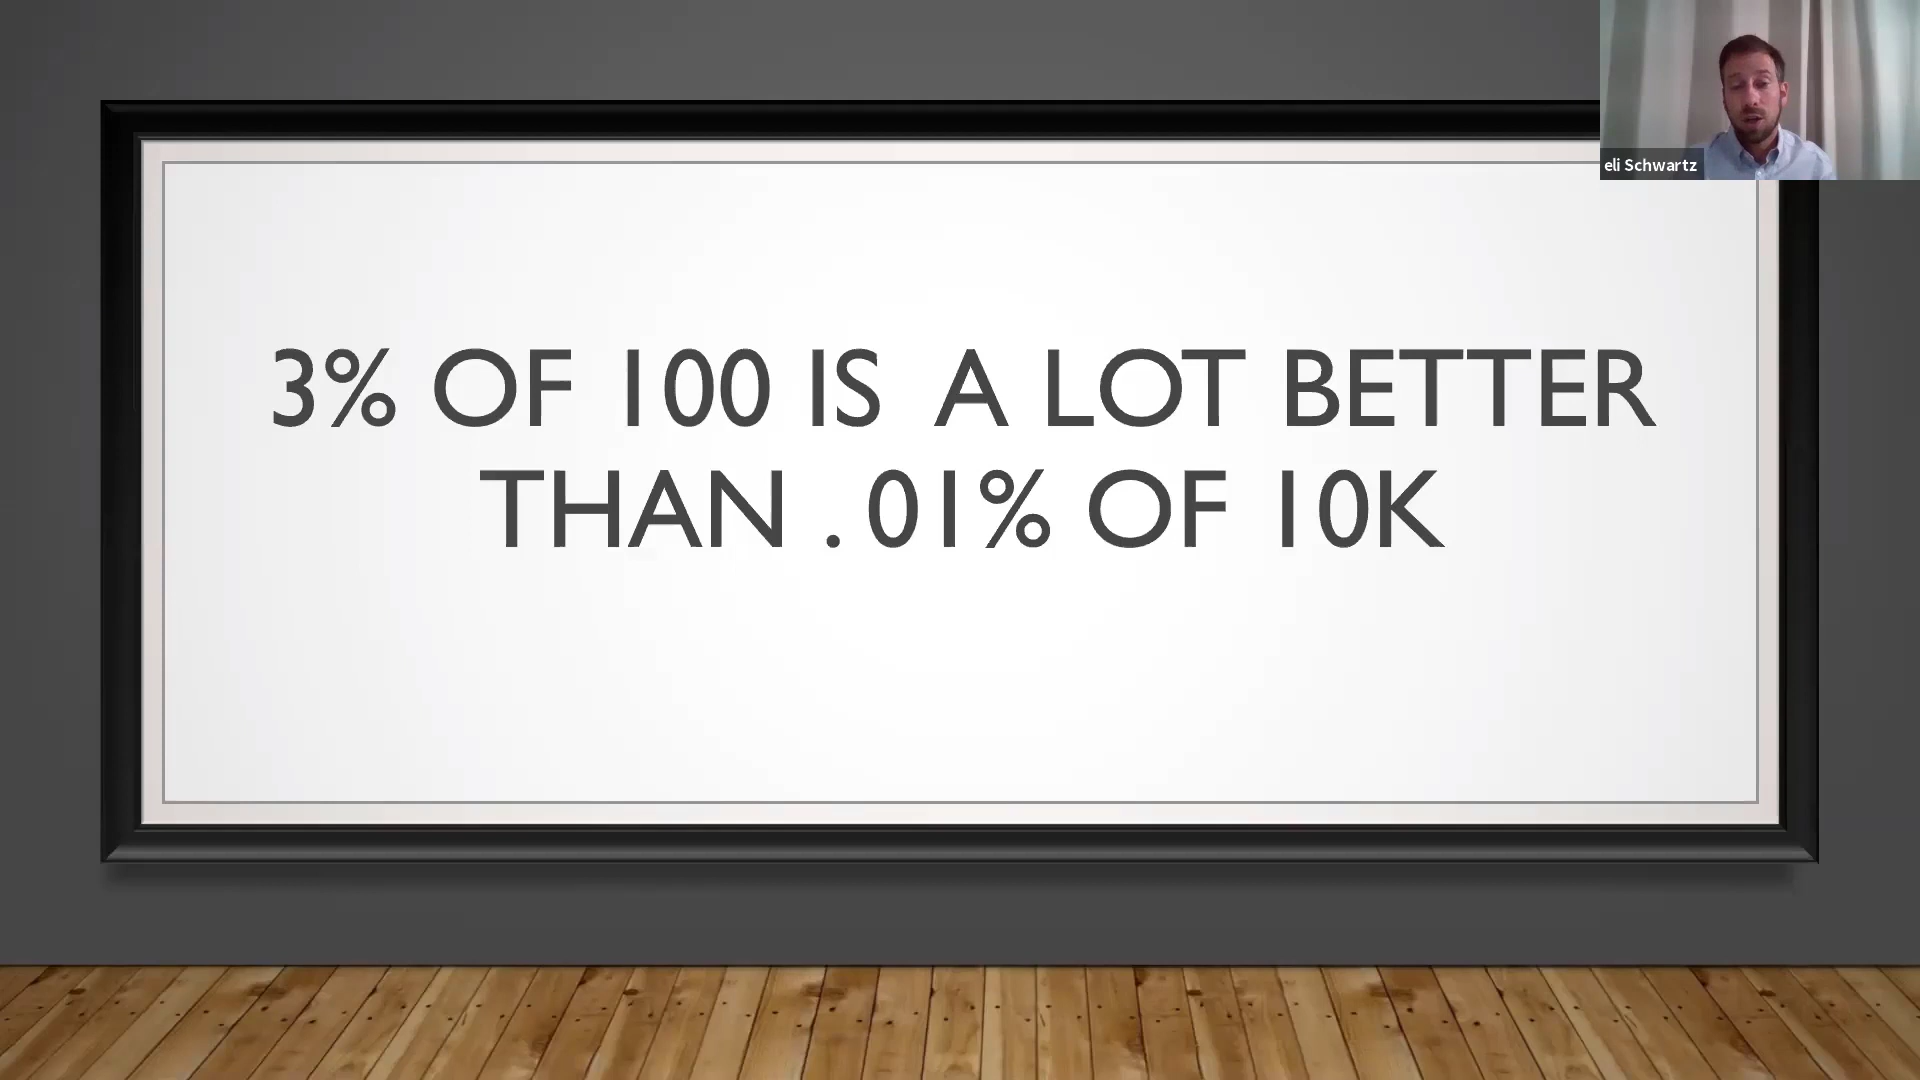 eli Schwartz
3% OF 100 IS A LOT BETTER
THAN .01% OF 10K